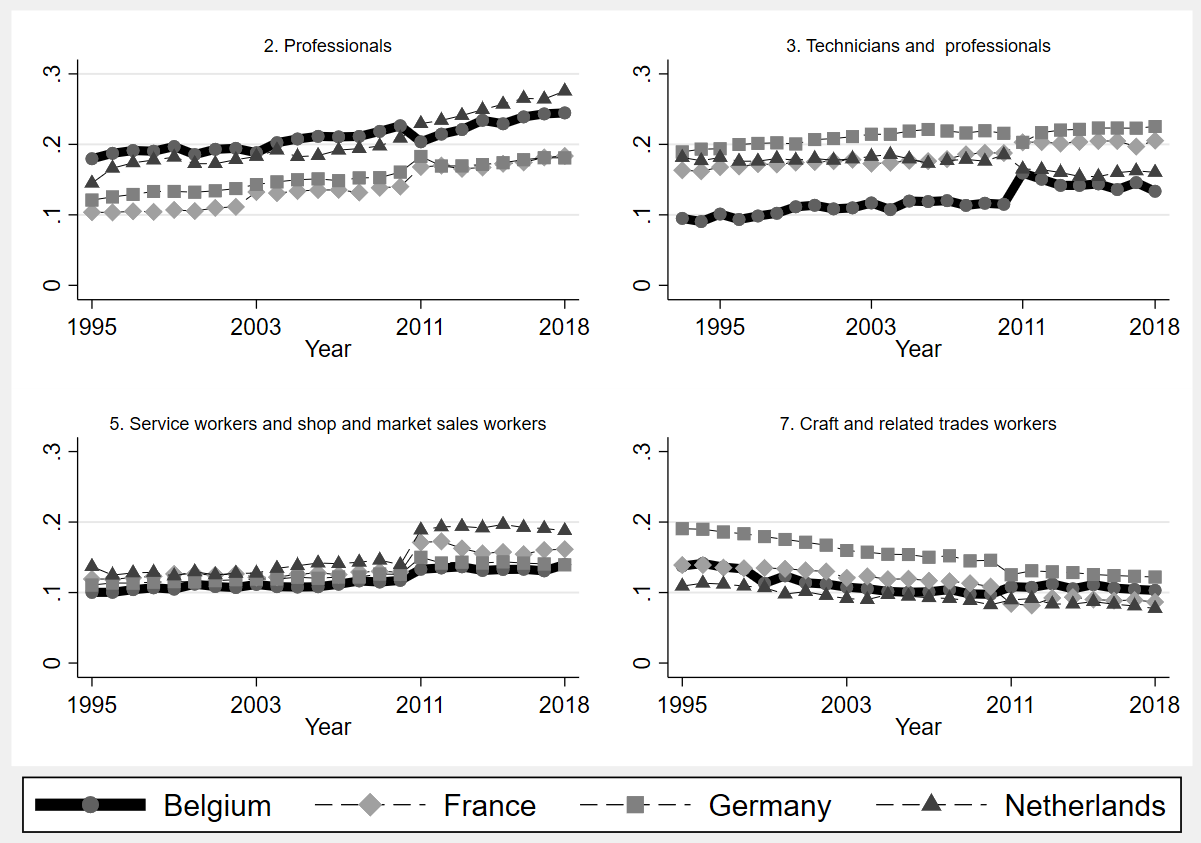 2. Professionals
.3
.2
.1
0
1995 2003 2011 2018
Year
3. Technicians and  professionals
.3
.2
.1
0
1995 2003 2011 2018
Year
5. Service workers and shop and market sales workers
.3
.2
.1
0
1995 2003 2011 2018
Year
7. Craft and related trades workers
.3
.2
.1
0
1995 2003 2011 2018
Year
Belgium France Germany Netherlands